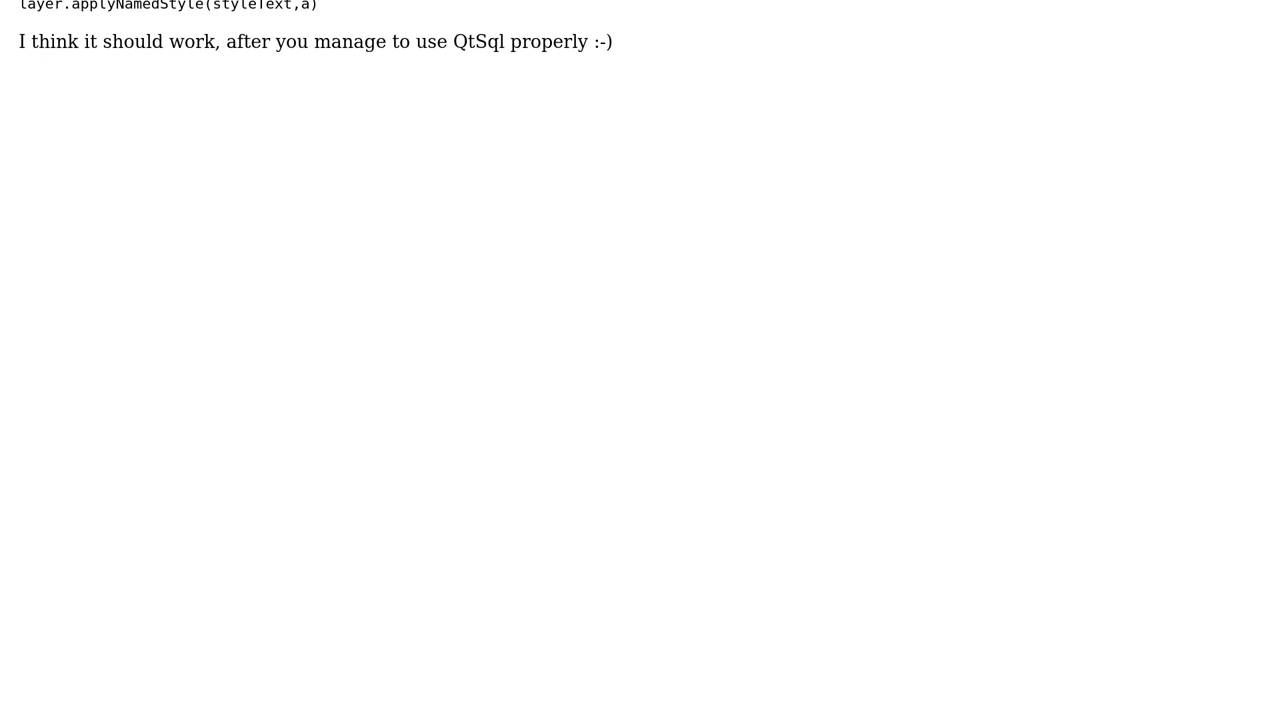 layer.applyNamedStyle(styleText,a)
I think it should work, after you manage to use QtSql properly :-)